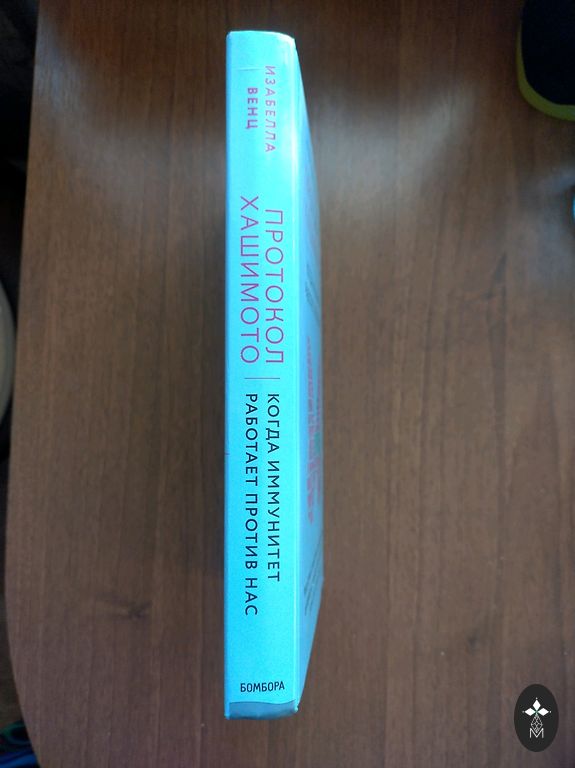 ИЗАБЕЛЛА
ВЕНЦ
ПРОТОКОЛ
ХАШИМОТО
КОГДА ИММУНИТЕТ
РАБОТАЕТ ПРОТИВ НАС
БОМБОРА
M